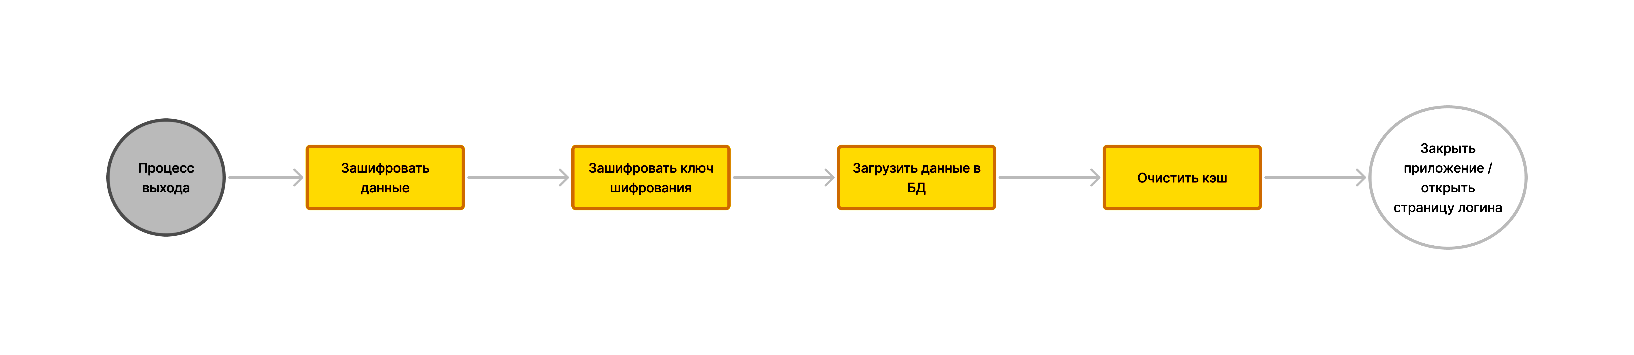 Процесс
выхода
Зашифровать
данные
Зашифровать ключ
шифрования
Загрузить данные в
БД
Очистить кэш
Закрыть
приложение /
открыть
страницу логина